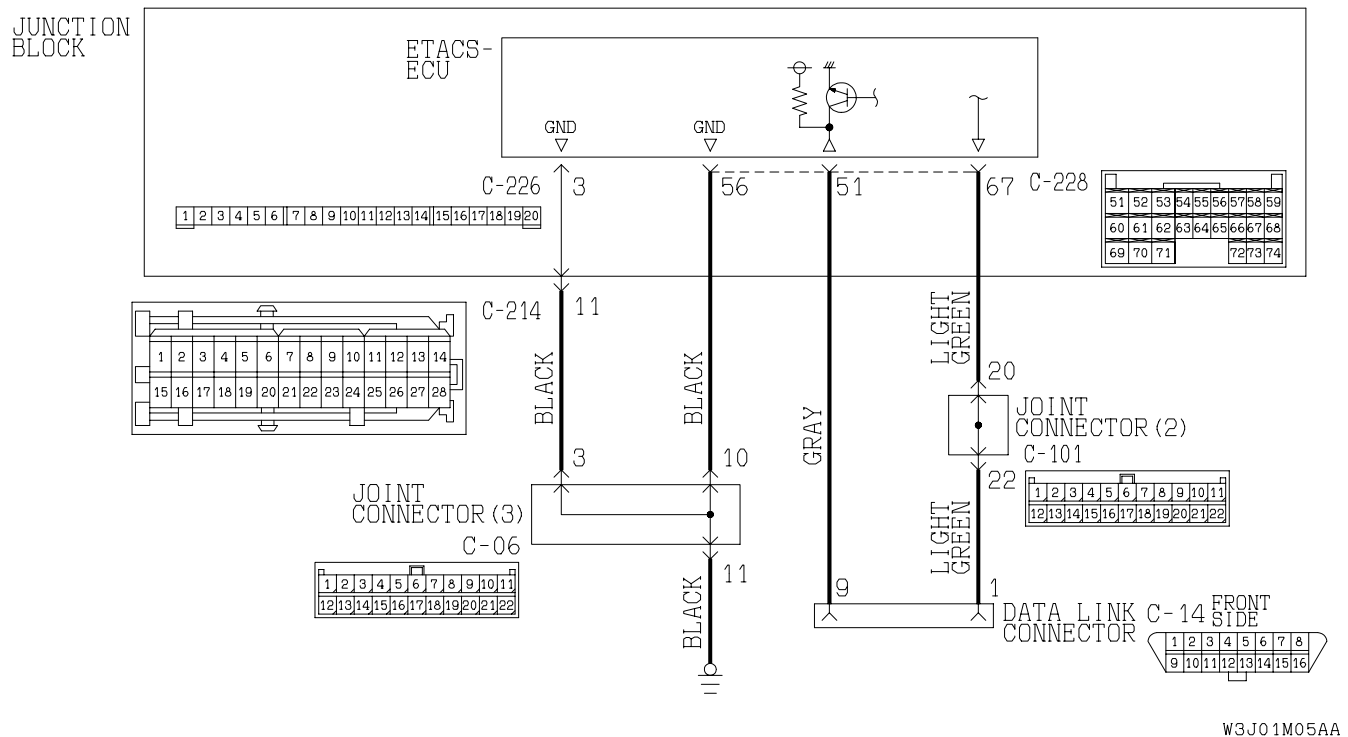 JUNCTION
BLOCK
ETACS-
ECU
GND
GND
C-226
3
56
51
67
C-228
1 2 3 4 5 6 7 8 9 10 11 12 13 14 15 16 17 18 19 20
51 52 53 54 55 56 57 58 59
60 61 62 63 64 65 66 67 68
69 70 71 72 73 74
C-214
11
1 2 3 4 5 6 7 8 9 10 11 12 13 14
15 16 17 18 19 20 21 22 23 24 25 26 27 28
BLACK
BLACK
GRAY
LIGHT
GREEN
20
JOINT
CONNECTOR(2)
C-101
22
1 2 3 4 5 6 7 8 9 10 11
12 13 14 15 16 17 18 19 20 21 22
3
10
JOINT
CONNECTOR(3)
C-06
1 2 3 4 5 6 7 8 9 10 11
12 13 14 15 16 17 18 19 20 21 22
11
BLACK
LIGHT
GREEN
9
1
DATA LINK
CONNECTOR
C-14
FRONT
SIDE
1 2 3 4 5 6 7 8
9 10 11 12 13 14 15 16
W3J01M05AA